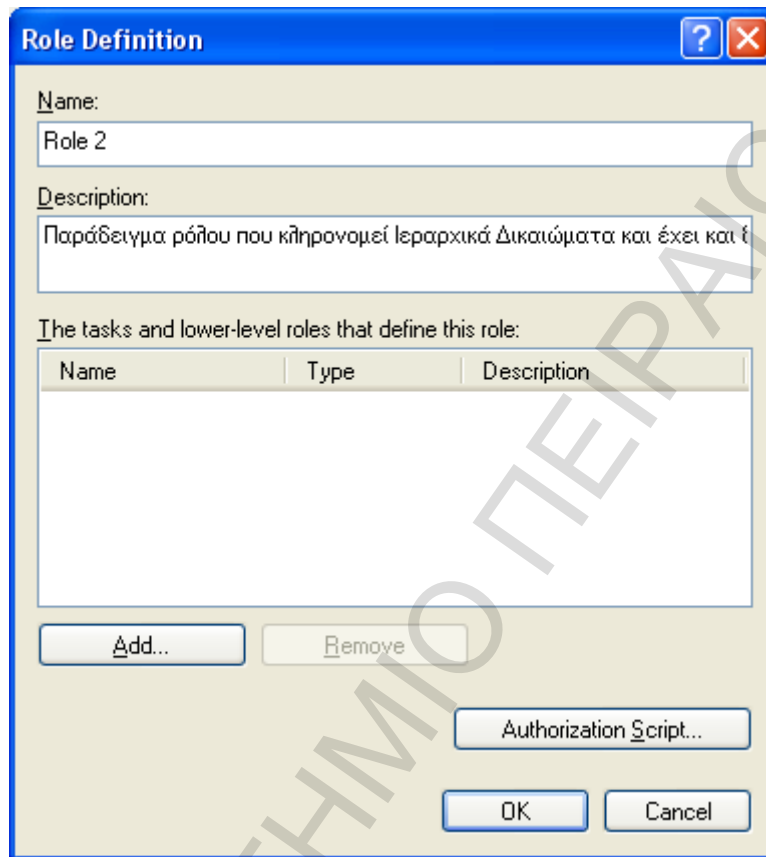 Role Definition
Name:
Role 2
Description:
Παράδειγμα ρόλου που κληρονομεί Ιεραρχικά Δικαιώματα και έχει και
The tasks and lower-level roles that define this role:
Name Type Description
Add... Remove
Authorization Script...
OK Cancel
ΠΕΙΡΑΙΩ